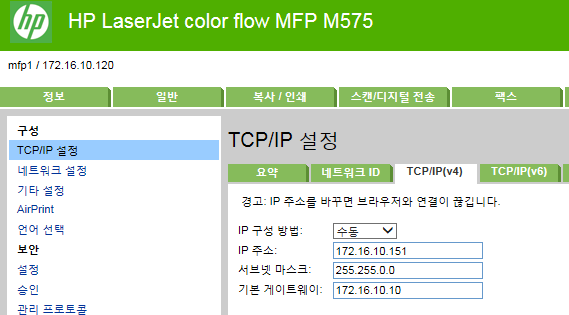 hp
HP LaserJet color flow MFP M575
mfp1 / 172.16.10.120
정보 일반 복사 / 인쇄 스캔/디지털 전송 팩스
구성
TCP/IP 설정
네트워크 설정
기타 설정
AirPrint
언어 선택
보안
설정
승인
관리 프로토콜
TCP/IP 설정
요약 네트워크 ID TCP/IP(v4) TCP/IP(v6)
경고: IP 주소를 바꾸면 브라우저와 연결이 끊깁니다.
IP 구성 방법: 수동
IP 주소: 172.16.10.151
서브넷 마스크: 255.255.0.0
기본 게이트웨이: 172.16.10.10